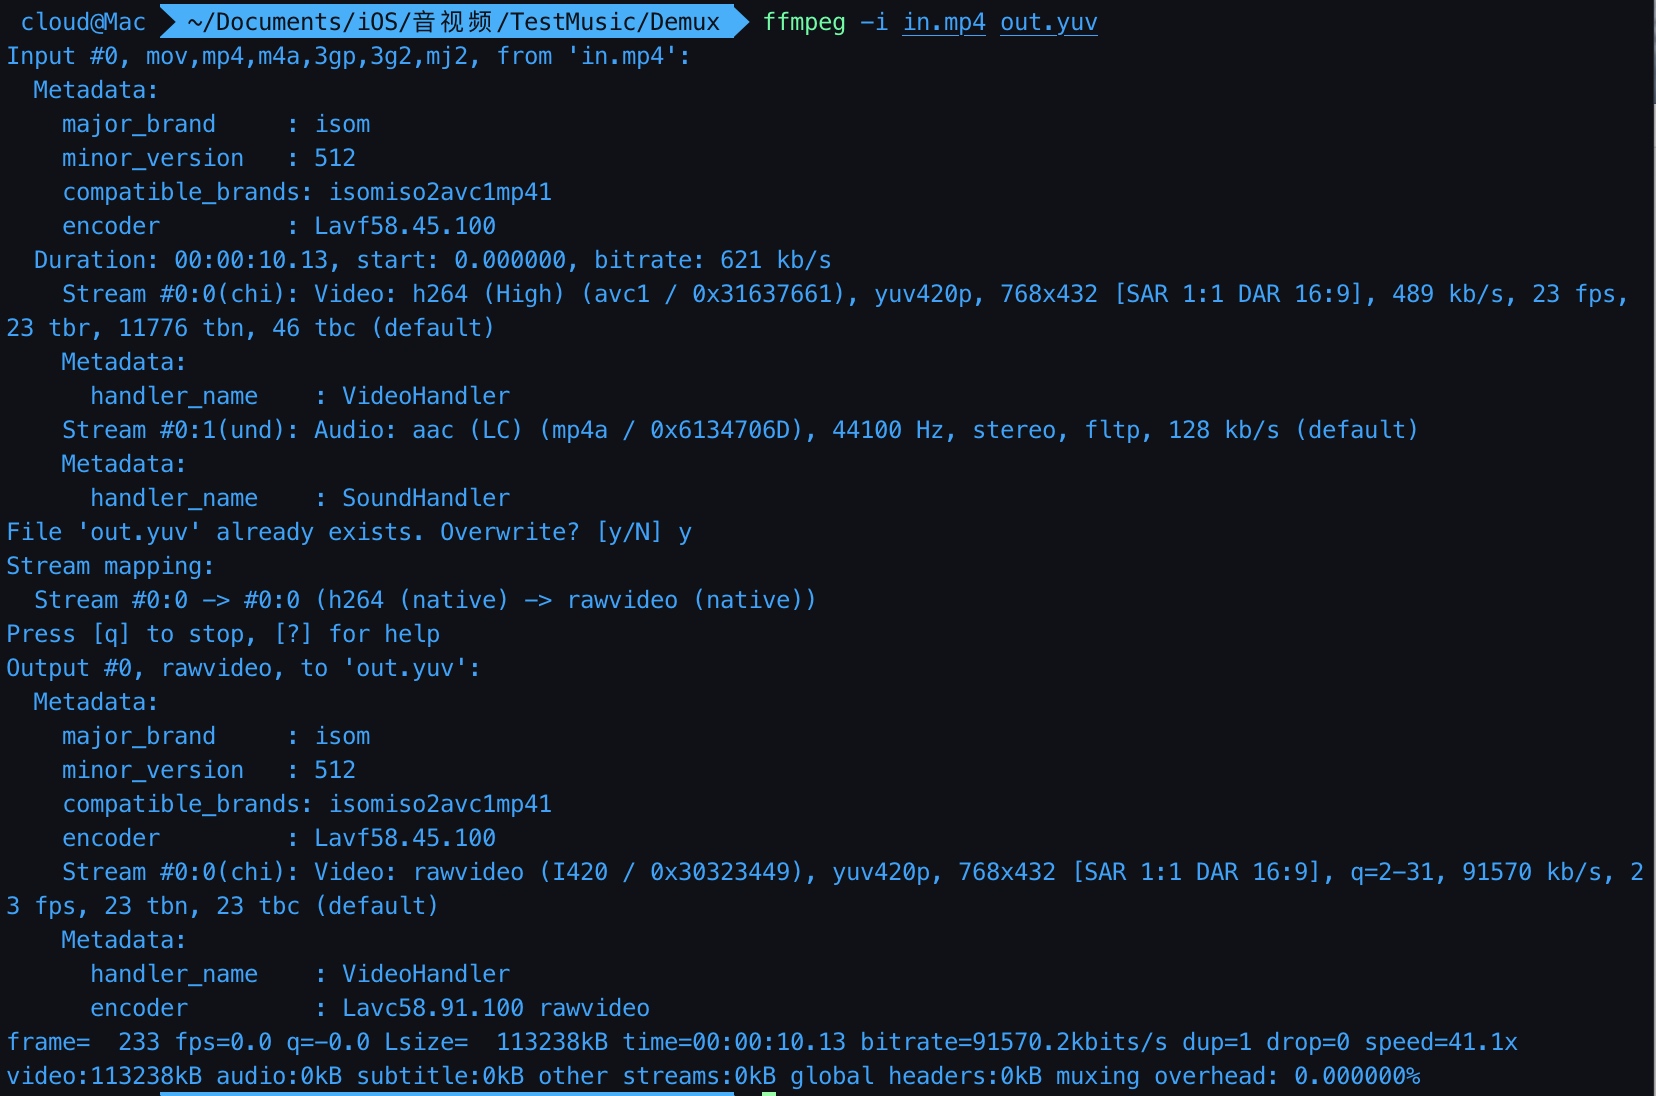 cloud@Mac ~/Documents/iOS/音视频/TestMusic/Demux ffmpeg -i in.mp4 out.yuv
Input #0, mov,mp4,m4a,3gp,3g2,mj2, from 'in.mp4':
  Metadata:
    major_brand     : isom
    minor_version   : 512
    compatible_brands: isomiso2avc1mp41
    encoder         : Lavf58.45.100
  Duration: 00:00:10.13, start: 0.000000, bitrate: 621 kb/s
    Stream #0:0(chi): Video: h264 (High) (avc1 / 0x31637661), yuv420p, 768x432 [SAR 1:1 DAR 16:9], 489 kb/s, 23 fps,
23 tbr, 11776 tbn, 46 tbc (default)
    Metadata:
      handler_name    : VideoHandler
    Stream #0:1(und): Audio: aac (LC) (mp4a / 0x6134706D), 44100 Hz, stereo, fltp, 128 kb/s (default)
    Metadata:
      handler_name    : SoundHandler
File 'out.yuv' already exists. Overwrite? [y/N] y
Stream mapping:
  Stream #0:0 -> #0:0 (h264 (native) -> rawvideo (native))
Press [q] to stop, [?] for help
Output #0, rawvideo, to 'out.yuv':
  Metadata:
    major_brand     : isom
    minor_version   : 512
    compatible_brands: isomiso2avc1mp41
    encoder         : Lavf58.45.100
    Stream #0:0(chi): Video: rawvideo (I420 / 0x30323449), yuv420p, 768x432 [SAR 1:1 DAR 16:9], q=2-31, 91570 kb/s, 2
3 fps, 23 tbn, 23 tbc (default)
    Metadata:
      handler_name    : VideoHandler
      encoder         : Lavc58.91.100 rawvideo
frame=  233 fps=0.0 q=-0.0 Lsize=  113238kB time=00:00:10.13 bitrate=91570.2kbits/s dup=1 drop=0 speed=41.1x
video:113238kB audio:0kB subtitle:0kB other streams:0kB global headers:0kB muxing overhead: 0.000000%